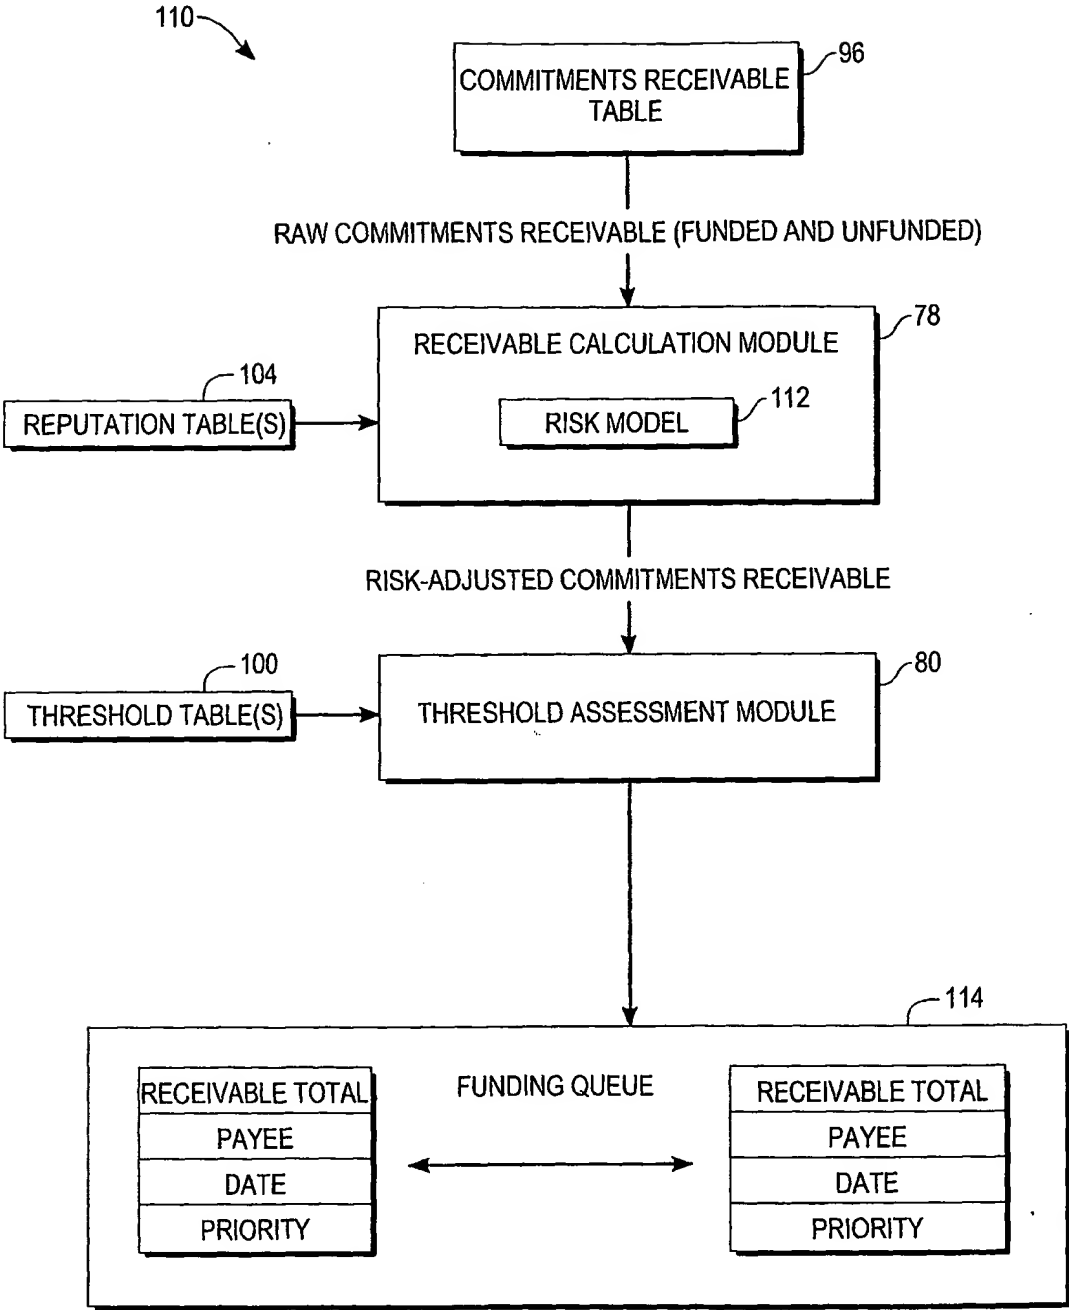 110
96
COMMITMENTS RECEIVABLE
TABLE
RAW COMMITMENTS RECEIVABLE (FUNDED AND UNFUNDED)
78
RECEIVABLE CALCULATION MODULE
104
REPUTATION TABLE(S)
112
RISK MODEL
RISK-ADJUSTED COMMITMENTS RECEIVABLE
100
80
THRESHOLD TABLE(S)
THRESHOLD ASSESSMENT MODULE
114
FUNDING QUEUE
RECEIVABLE TOTAL
PAYEE
DATE
PRIORITY
RECEIVABLE TOTAL
PAYEE
DATE
PRIORITY